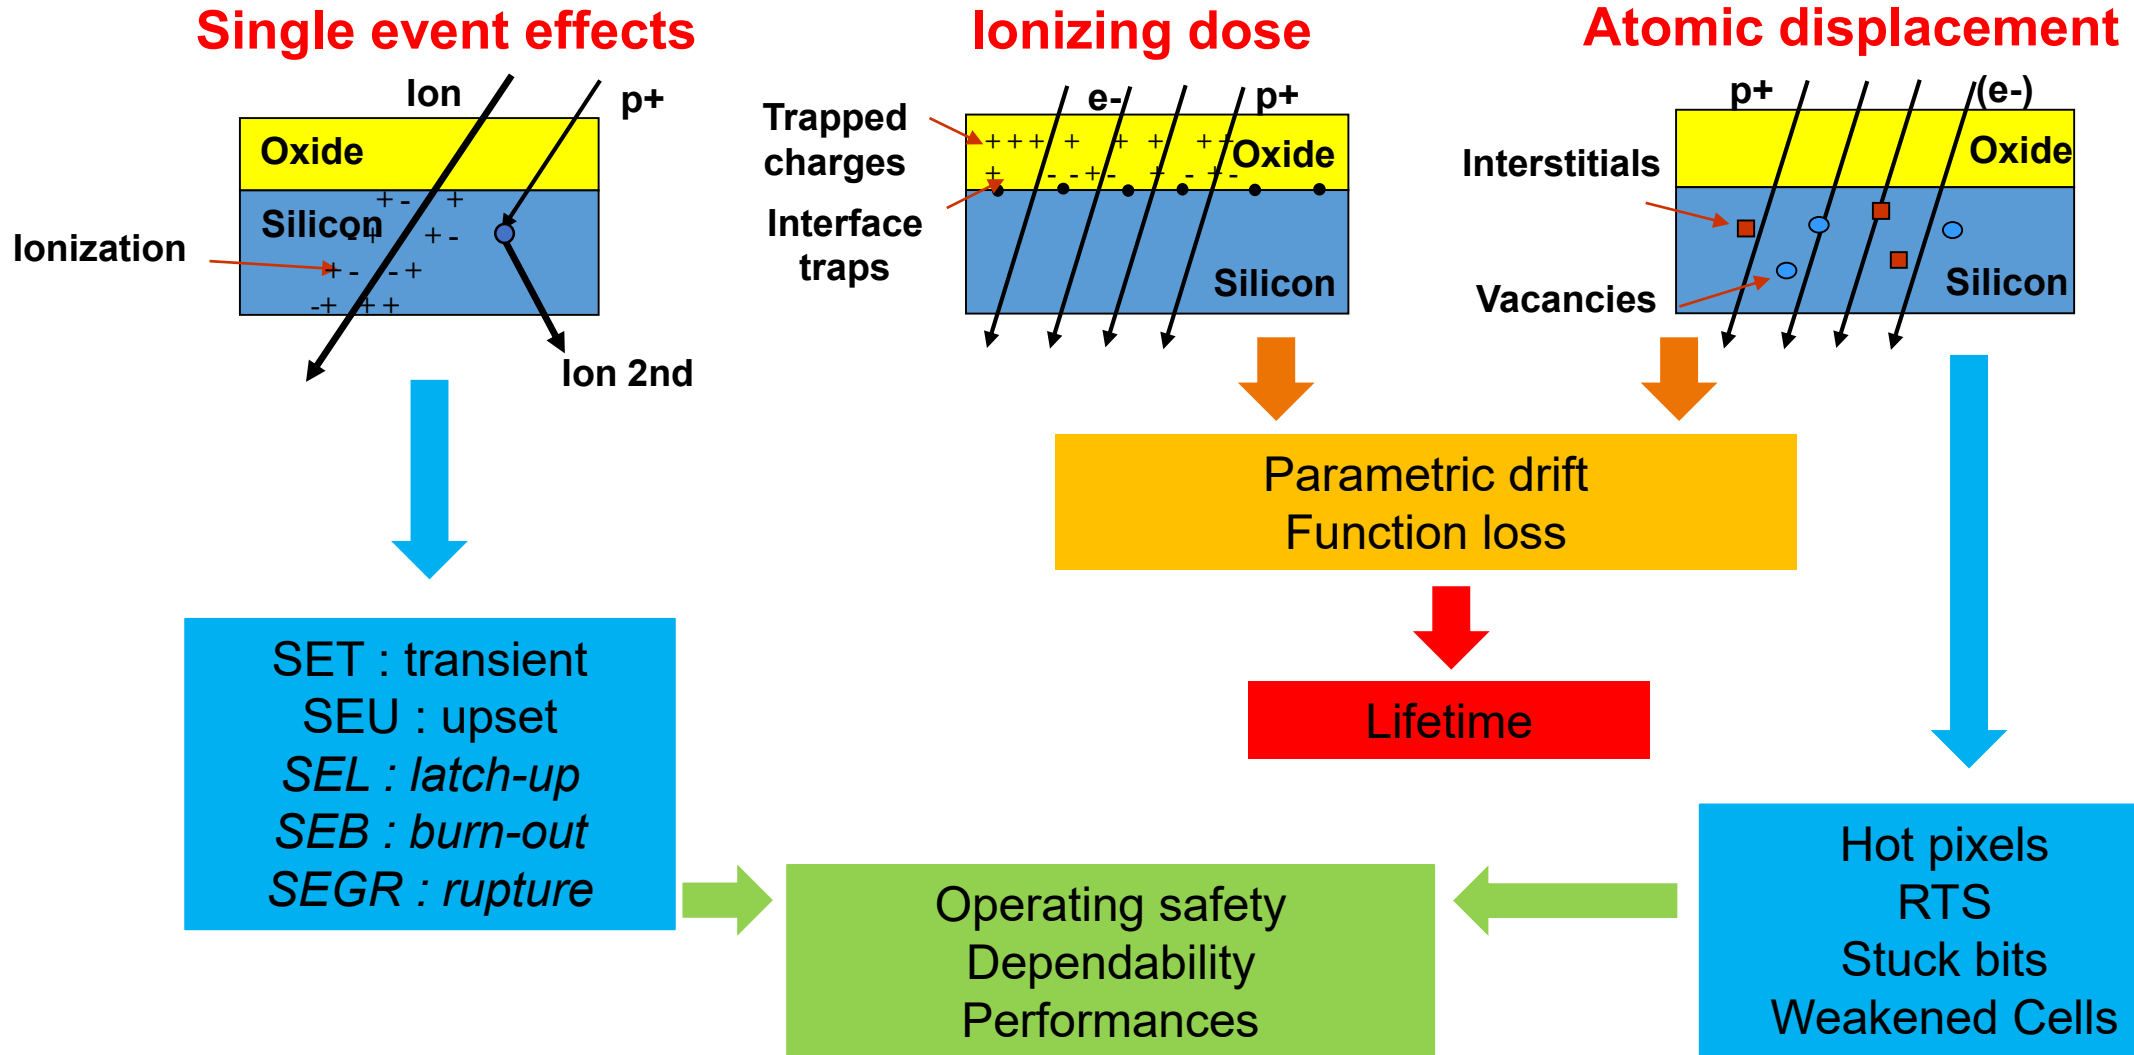 Single event effects
Ion
p+
Oxide
Silicon
Ionization
Ion 2nd
SET : transient
SEU : upset
SEL : latch-up
SEB : burn-out
SEGR : rupture
Ionizing dose
e-
p+
Trapped
charges
Oxide
Interface
traps
Silicon
Atomic displacement
p+
(e-)
Oxide
Interstitials
Vacancies
Silicon
Parametric drift
Function loss
Lifetime
Hot pixels
RTS
Stuck bits
Weakened Cells
Operating safety
Dependability
Performances